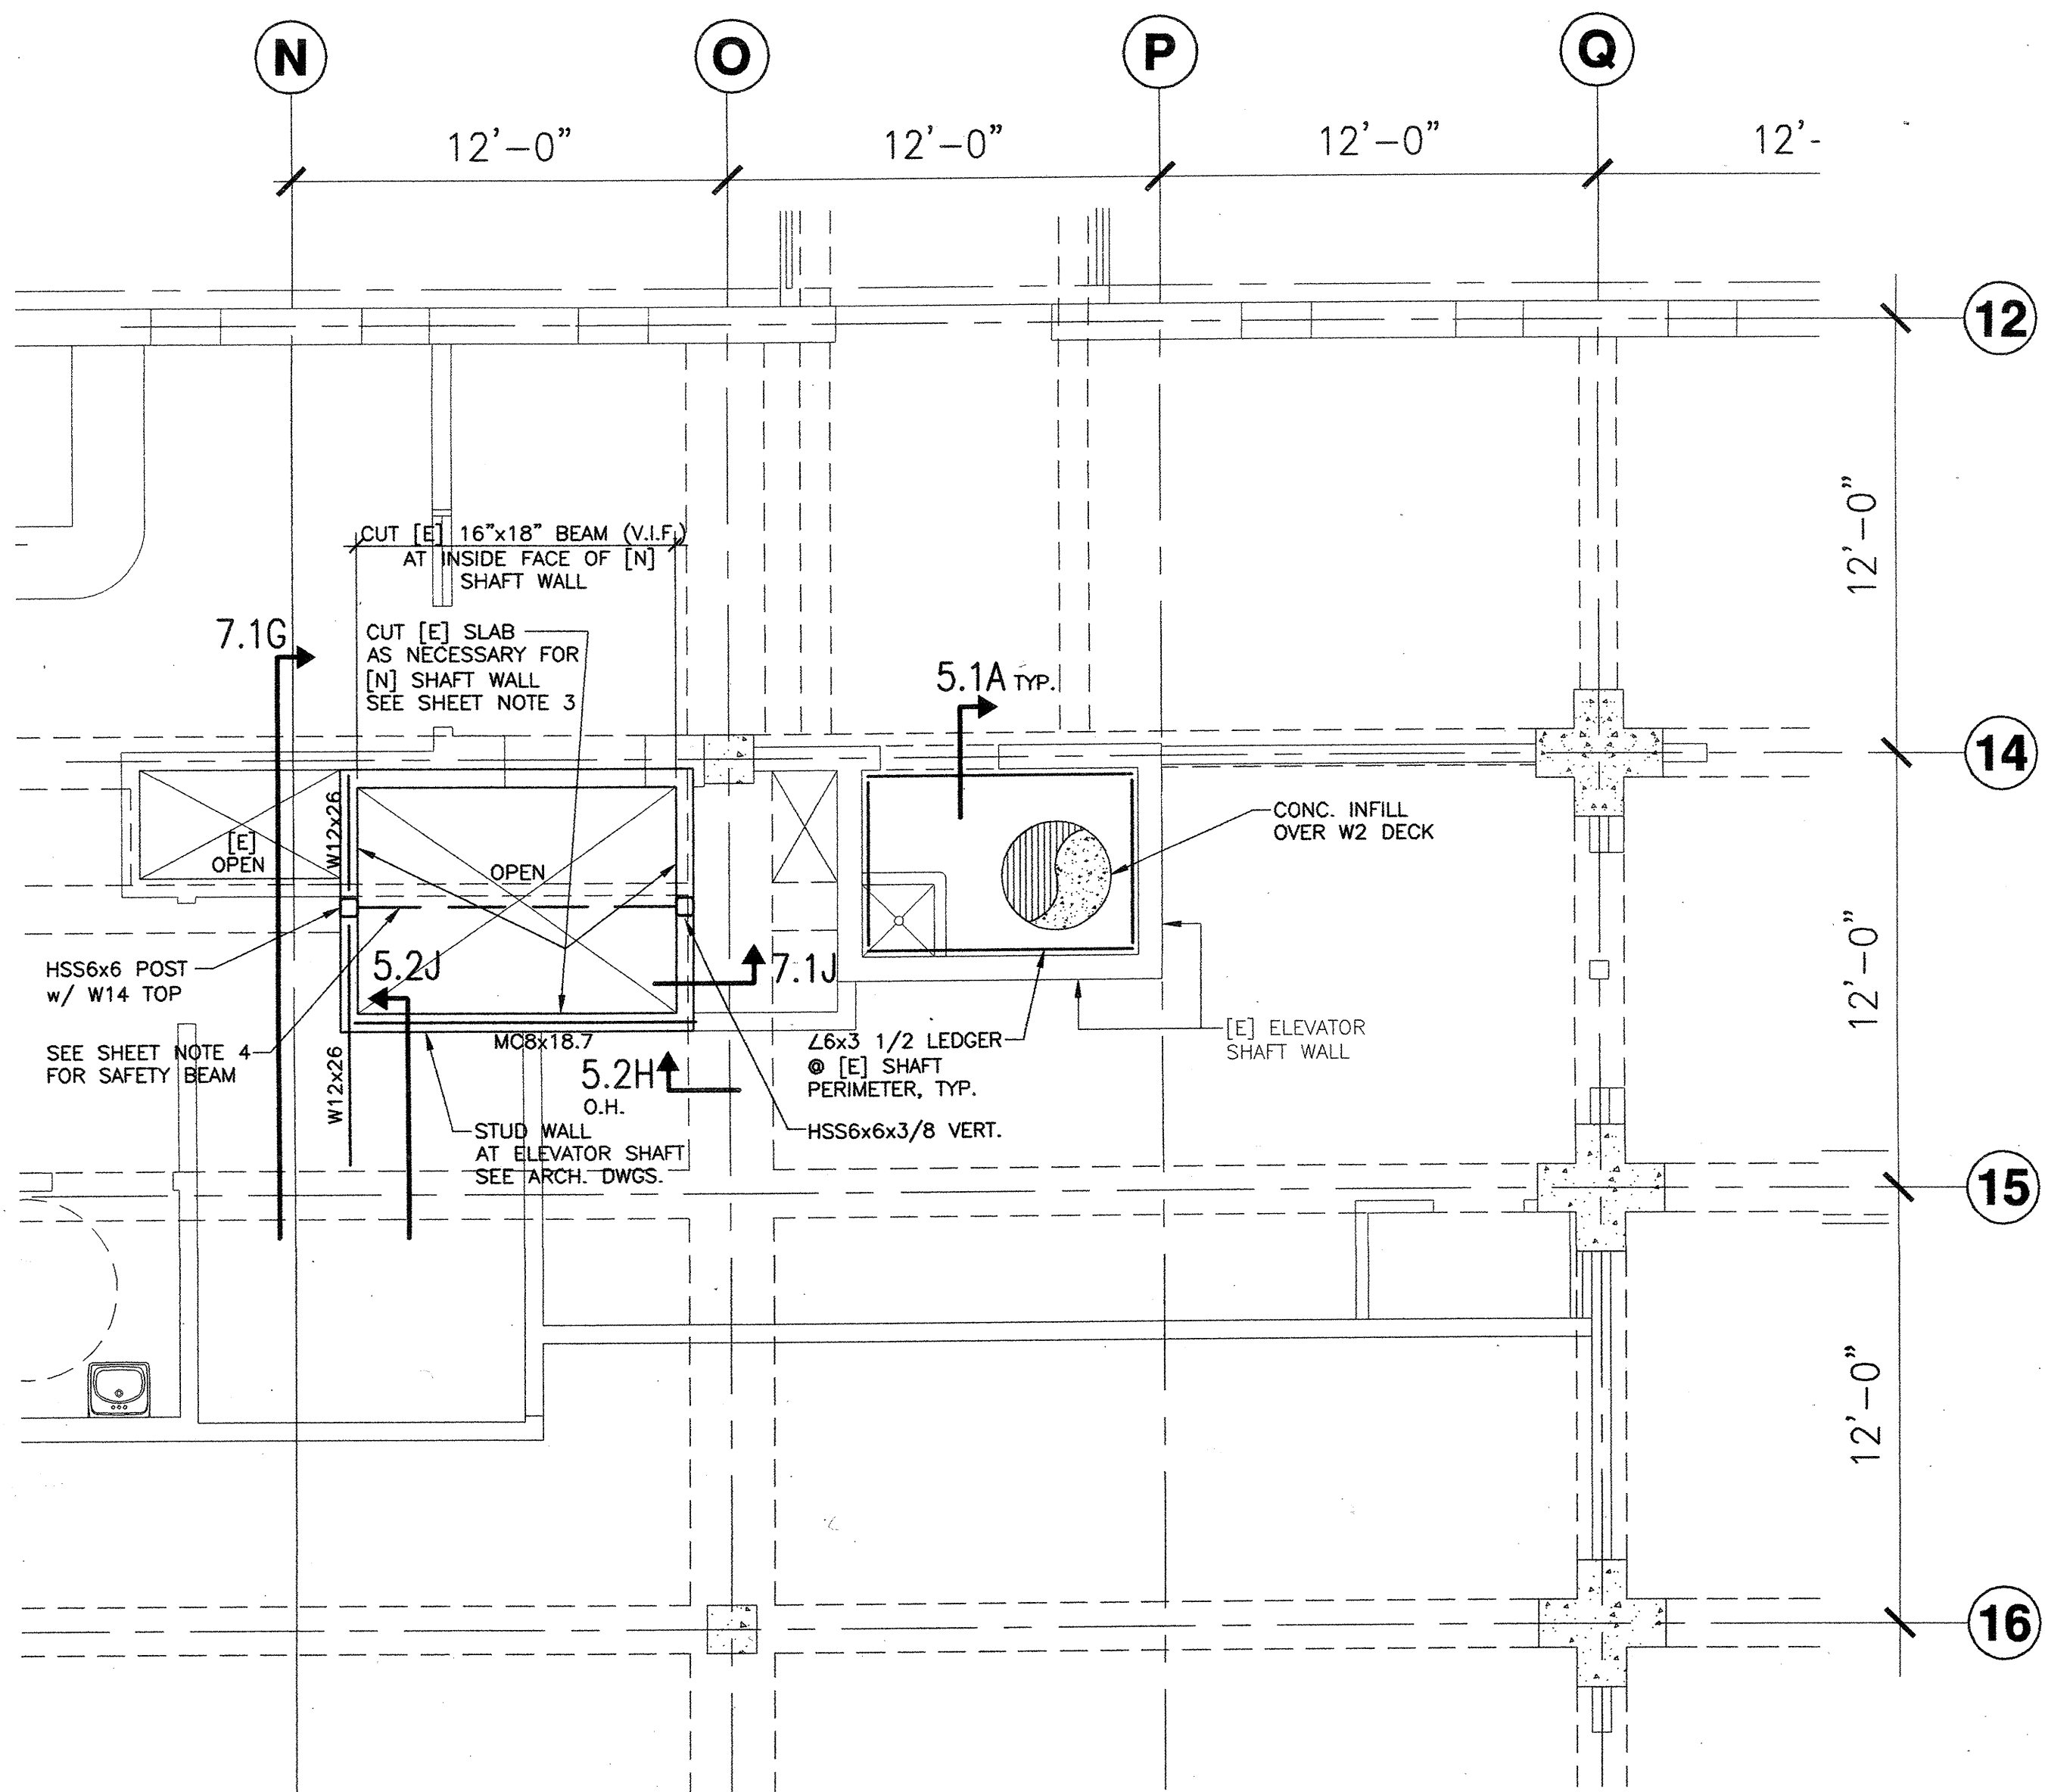 N
O
P
Q
12'-0"
12'-0"
12'-0"
12'-
12
12'-0"
CUT [E] 16"x18" BEAM (V.I.F.)
AT INSIDE FACE OF [N]
SHAFT WALL
7.1G
CUT [E] SLAB
AS NECESSARY FOR
[N] SHAFT WALL
SEE SHEET NOTE 3
5.1A TYP.
14
W12x26
[E]
OPEN
OPEN
CONC. INFILL
OVER W2 DECK
12'-0"
HSS6x6 POST
w/ W14 TOP
5.2J
7.1J
SEE SHEET NOTE 4
FOR SAFETY BEAM
W12x26
MC8x18.7
5.2H
O.H.
∠6x3 1/2 LEDGER
@ [E] SHAFT
PERIMETER, TYP.
[E] ELEVATOR
SHAFT WALL
STUD WALL
AT ELEVATOR SHAFT
SEE ARCH. DWGS.
HSS6x6x3/8 VERT.
15
12'-0"
16